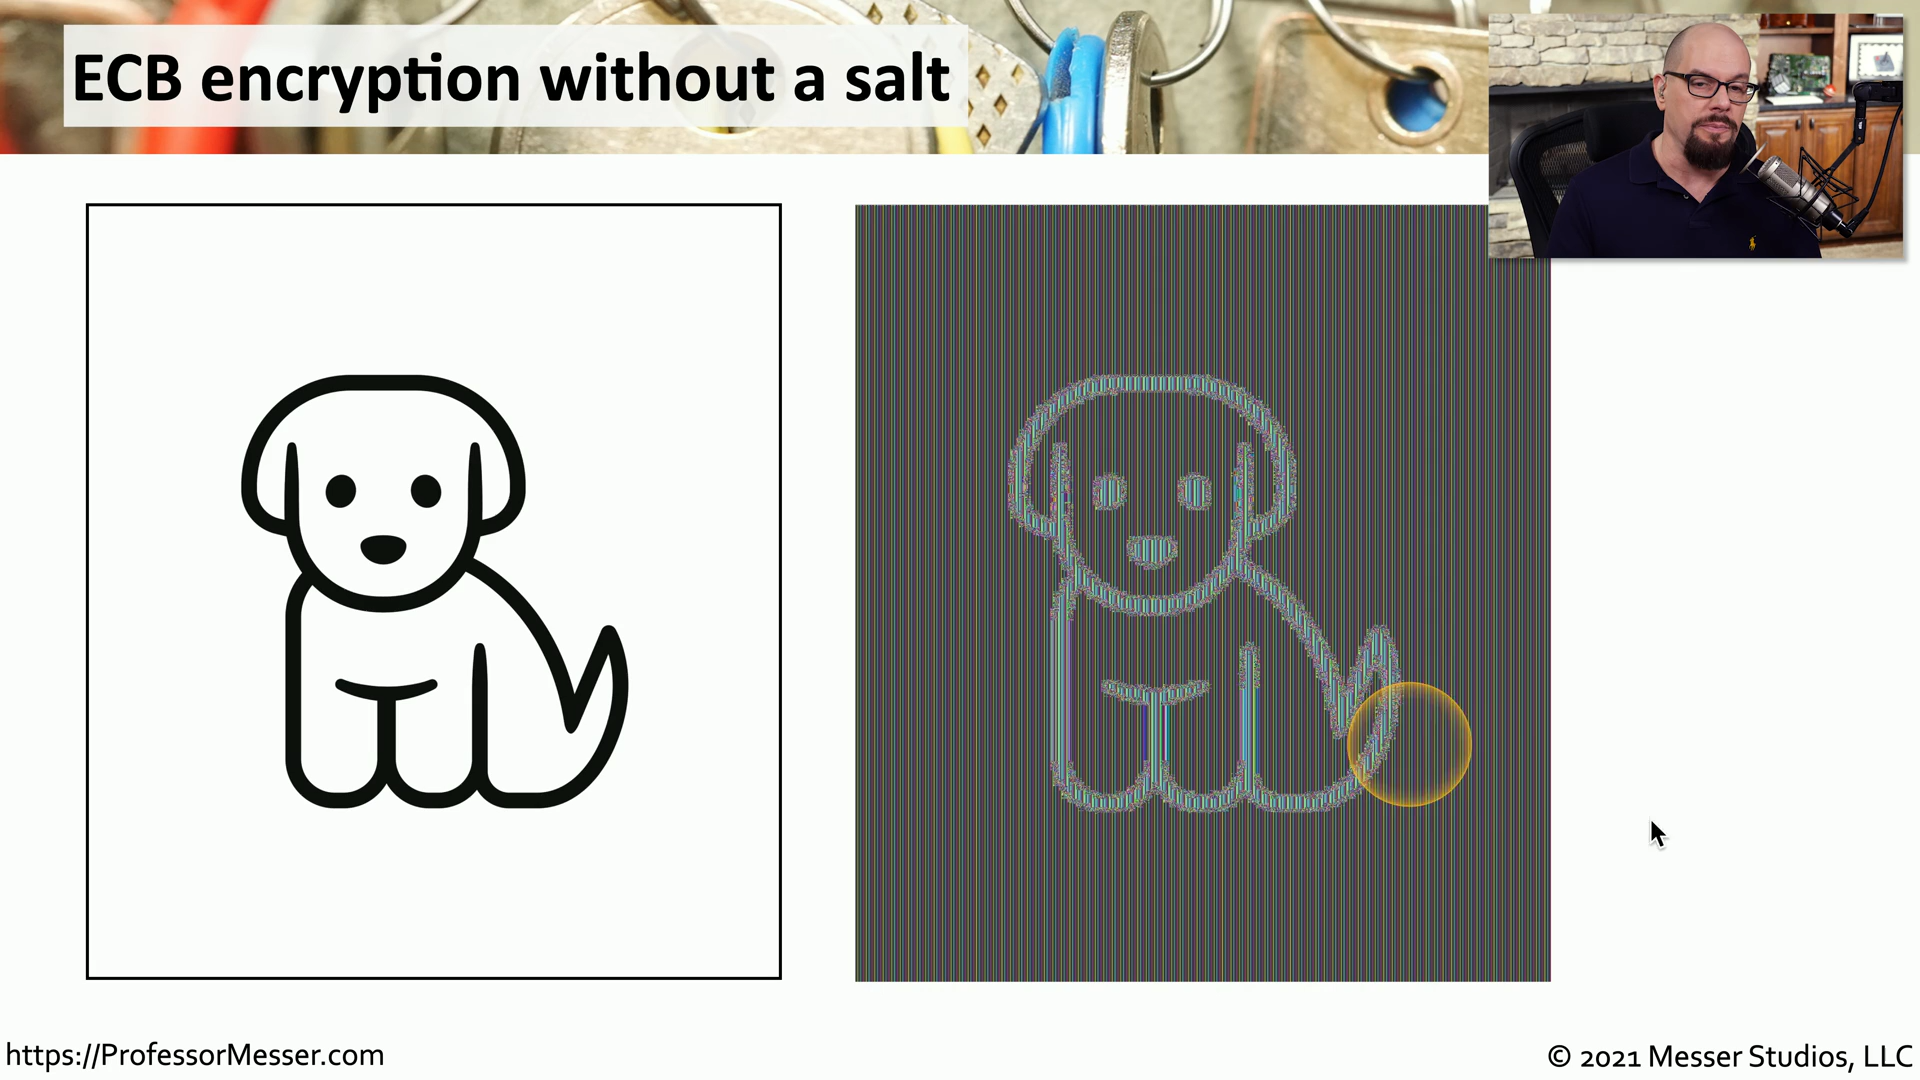 ECB encryption without a salt
https://ProfessorMesser.com
© 2021 Messer Studios, LLC